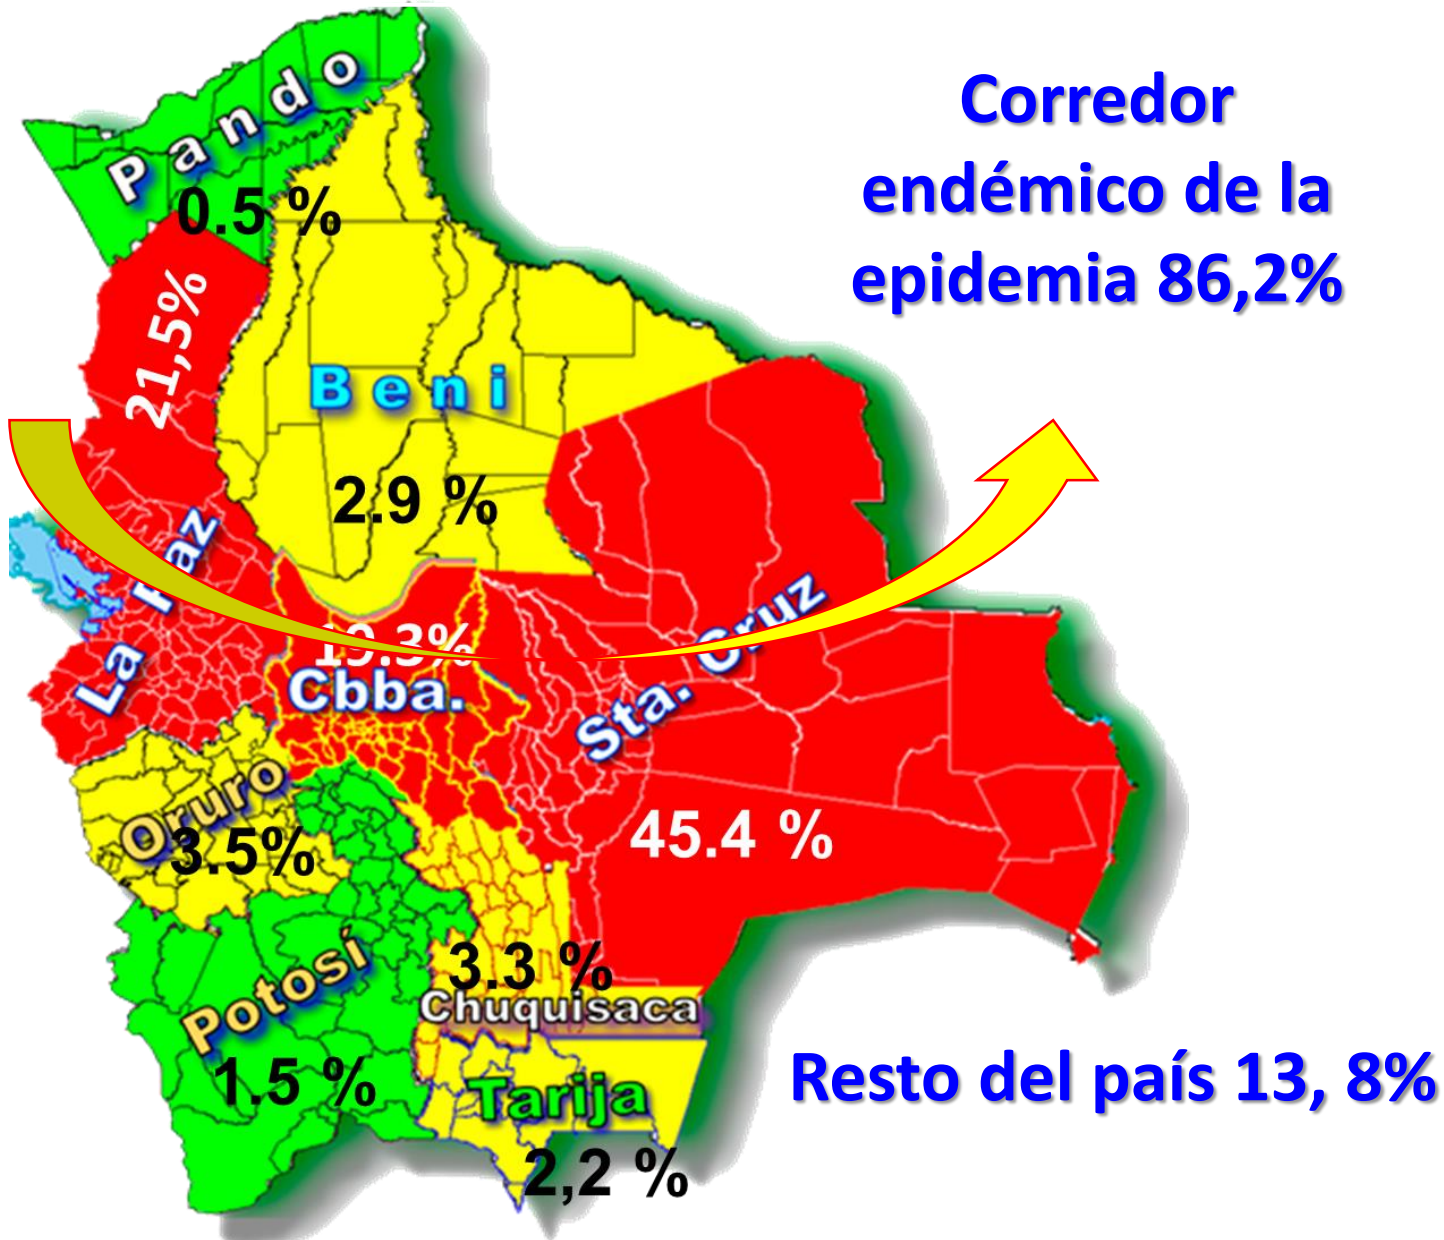 Corredor
endémico de la
epidemia 86,2%
Pando
0.5 %
21,5%
Beni
2.9 %
La Paz
19.3%
Cbba.
Sta. Cruz
45.4 %
Oruro
3.5%
3.3 %
Chuquisaca
Potosí
1.5 %
Tarija
2,2 %
Resto del país 13, 8%